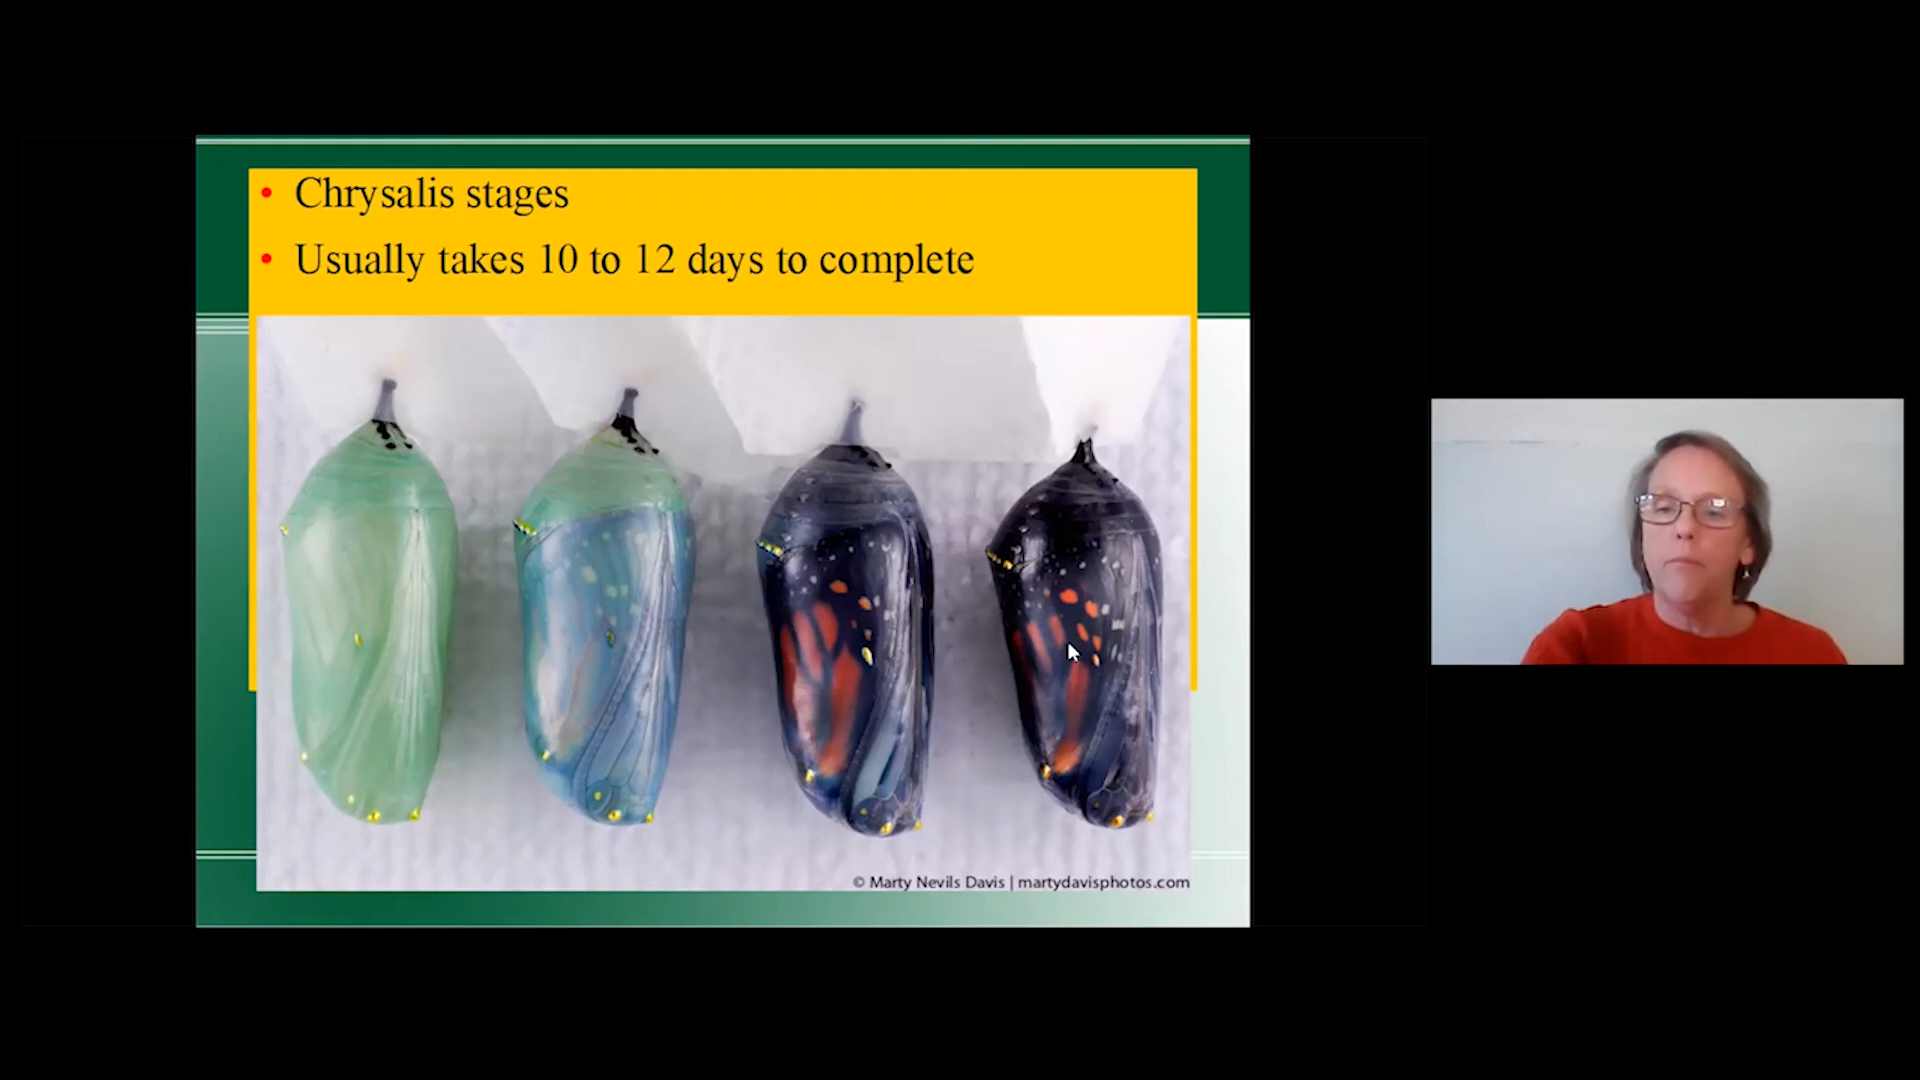 • Chrysalis stages
• Usually takes 10 to 12 days to complete
© Marty Nevils Davis | martydavisphotos.com